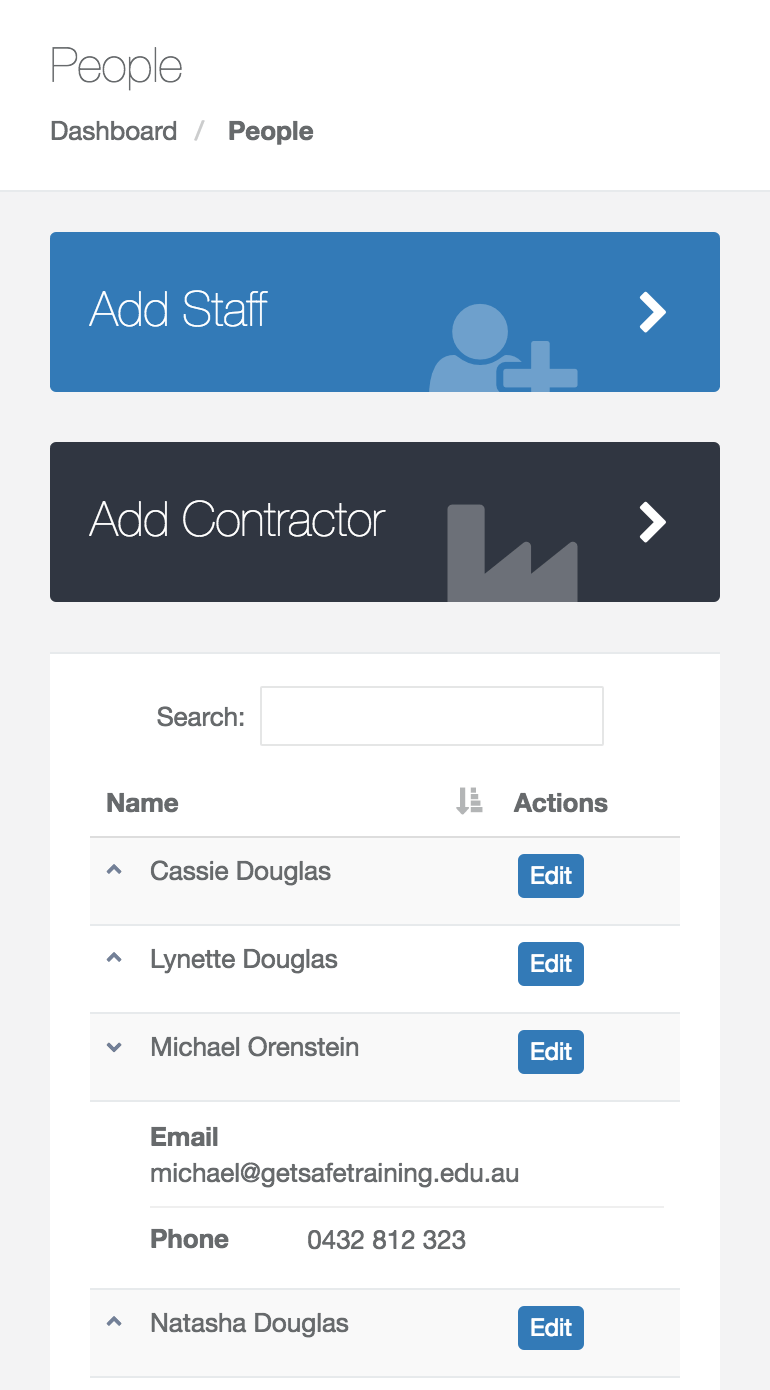 People
Dashboard / People
Add Staff
Add Contractor
Search:
Name Actions
Cassie Douglas Edit
Lynette Douglas Edit
Michael Orenstein Edit
Email
michael@getsafetraining.edu.au
Phone 0432 812 323
Natasha Douglas Edit